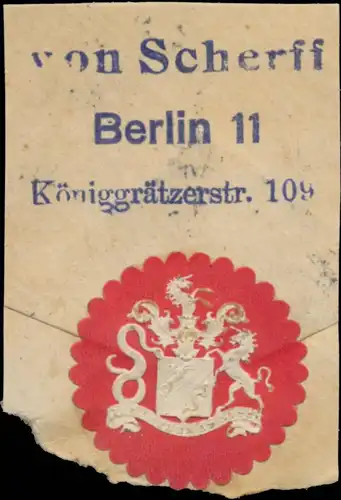 von Scherff
Berlin 11
Königgrätzerstr. 109